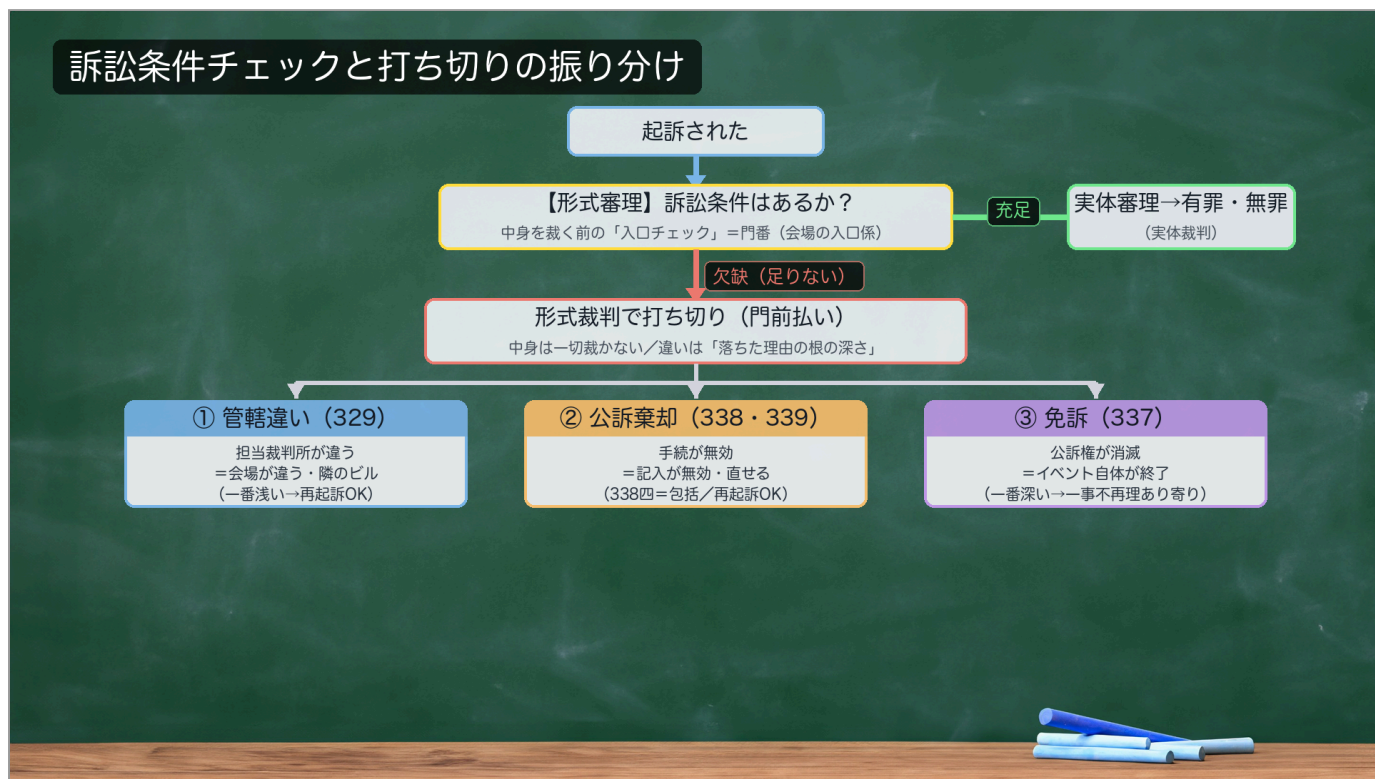 訴訟条件チェックと打ち切りの振り分け
起訴された
【形式審理】訴訟条件はあるか？
中身を裁く前の「入口チェック」＝門番（会場の入口係）
充足
実体審理→有罪・無罪
（実体裁判）
欠缺（足りない）
形式裁判で打ち切り（門前払い）
中身は一切裁かない／違いは「落ちた理由の根の深さ」
① 管轄違い（329）
担当裁判所が違う
＝会場が違う・隣のビル
（一番浅い→再起訴OK）
② 公訴棄却（338・339）
手続が無効
＝記入が無効・直せる
（338四＝包括／再起訴OK）
③ 免訴（337）
公訴権が消滅
＝イベント自体が終了
（一番深い→一事不再理あり寄り）